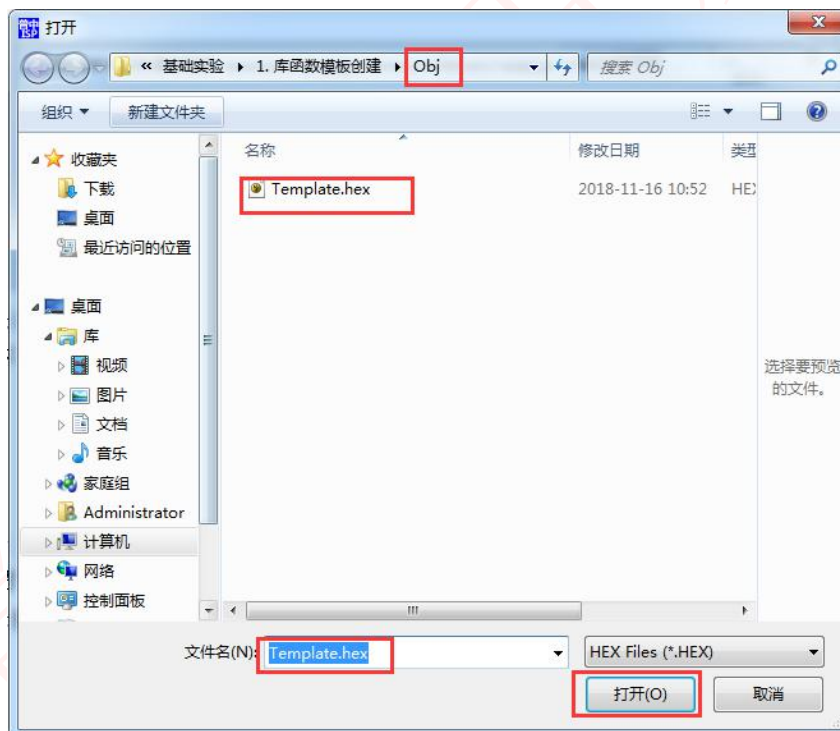 打开
« 基础实验 ▸ 1. 库函数模板创建 ▸ Obj
搜索 Obj
组织
新建文件夹
名称
修改日期
类型
Template.hex
2018-11-16 10:52
HEX
收藏夹
下载
桌面
最近访问的位置
桌面
库
视频
图片
文档
音乐
家庭组
Administrator
计算机
网络
控制面板
选择要预览
的文件。
文件名(N):
Template.hex
HEX Files (*.HEX)
打开(O)
取消